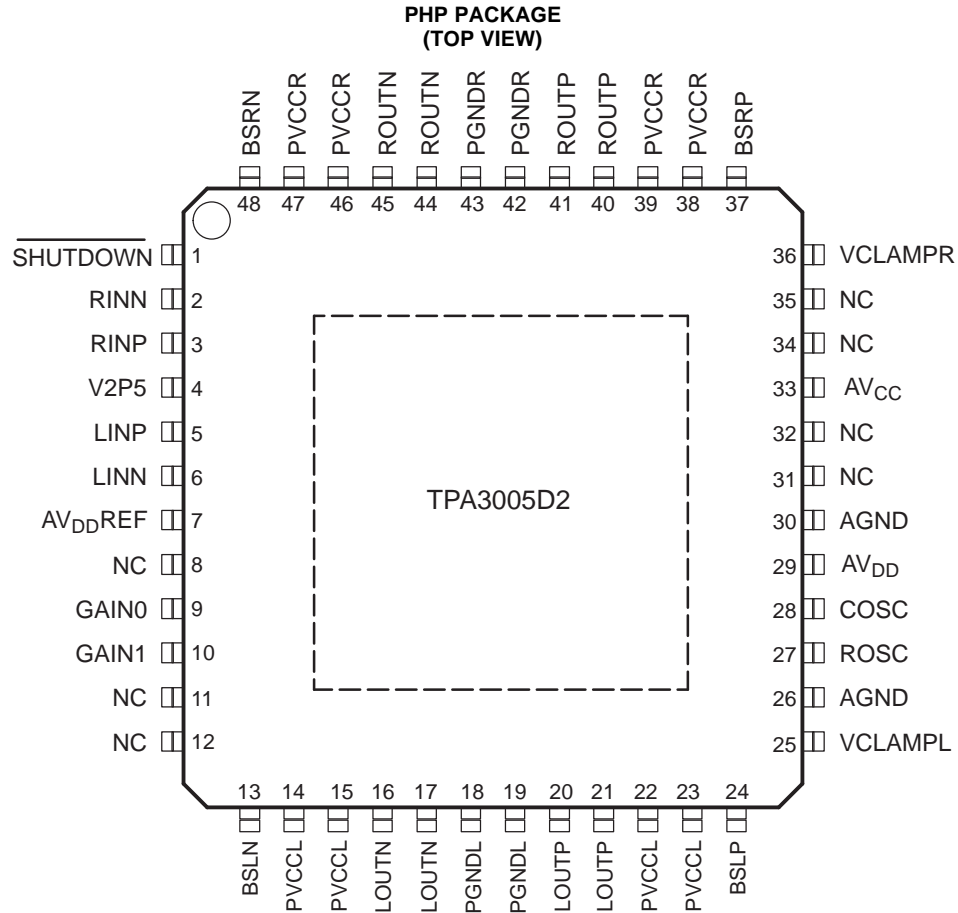 PHP PACKAGE
(TOP VIEW)
BSRN
PVCCR
PVCCR
ROUTN
ROUTN
PGNDR
PGNDR
ROUTP
ROUTP
PVCCR
PVCCR
BSRP
48 47 46 45 44 43 42 41 40 39 38 37
SHUTDOWN 1
RINN 2
RINP 3
V2P5 4
LINP 5
LINN 6
AVDDREF 7
NC 8
GAIN0 9
GAIN1 10
NC 11
NC 12
TPA3005D2
36 VCLAMPR
35 NC
34 NC
33 AVCC
32 NC
31 NC
30 AGND
29 AVDD
28 COSC
27 ROSC
26 AGND
25 VCLAMPL
13 14 15 16 17 18 19 20 21 22 23 24
BSLN
PVCCL
PVCCL
LOUTN
LOUTN
PGNDL
PGNDL
LOUTP
LOUTP
PVCCL
PVCCL
BSLP